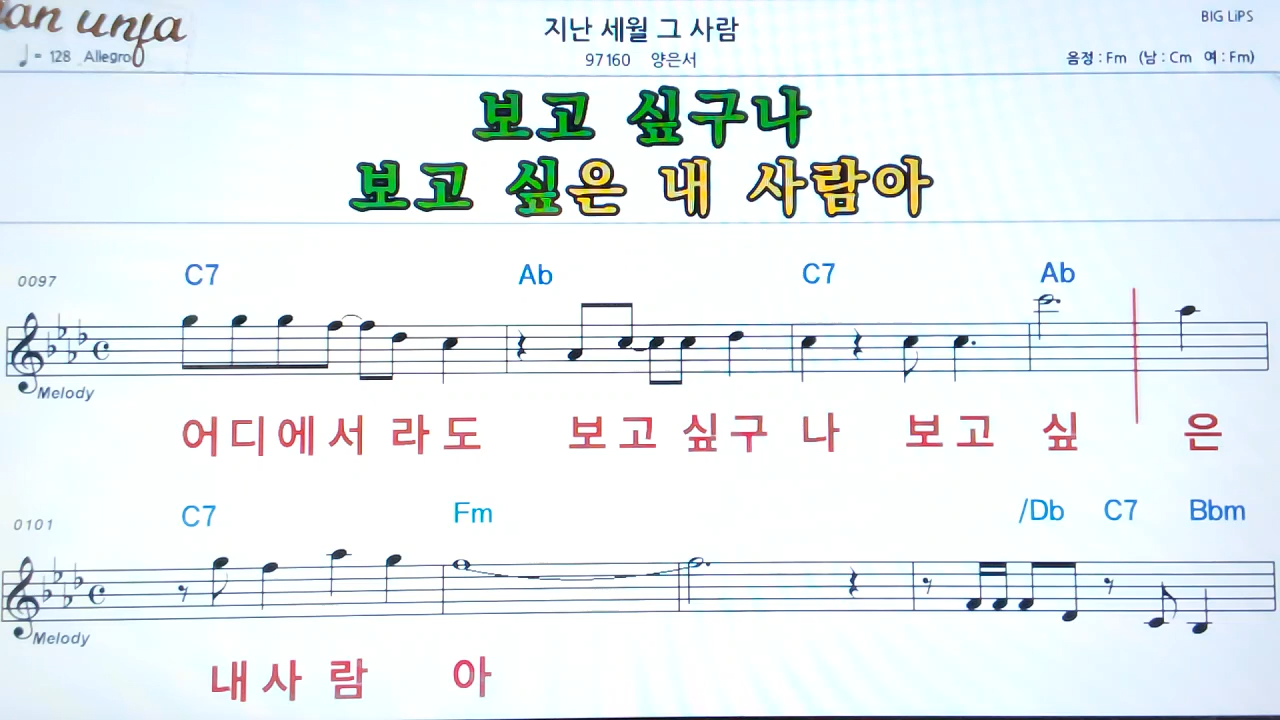 an unfa
지난 세월 그 사람
BIG LiPS
♩= 128 Allegro
97160 양은서
음정 : Fm (남 : Cm 여 : Fm)
보고 싶구나
보고 싶은 내 사람아
0097 C7 Ab C7 Ab
Melody
어디에서 라도 보고 싶구 나 보고 싶 은
0101 C7 Fm /Db C7 Bbm
Melody
내사 람 아